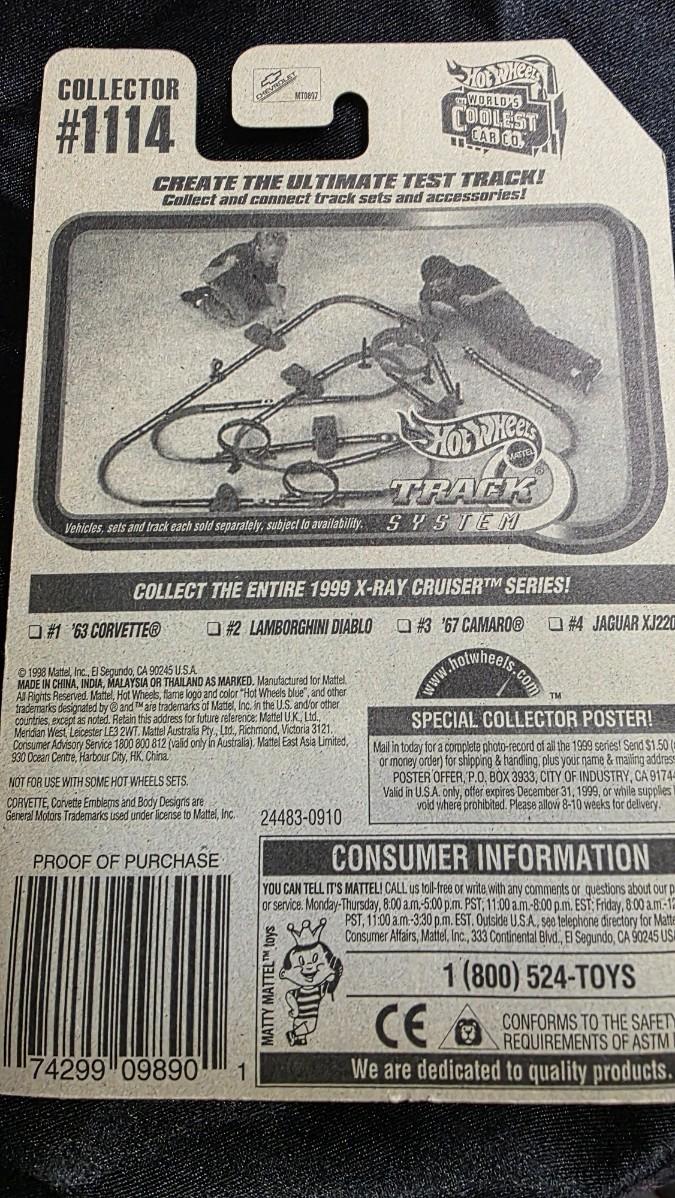 COLLECTOR
#1114
CHEVROLET
MT0897
Hot Wheels
THE WORLD'S
COOLEST
CAR CO.
CREATE THE ULTIMATE TEST TRACK!
Collect and connect track sets and accessories!
Hot Wheels
MATTEL
TRACK®
SYSTEM
Vehicles, sets and track each sold separately, subject to availability.
COLLECT THE ENTIRE 1999 X-RAY CRUISER™ SERIES!
❏ #1 '63 CORVETTE® ❏ #2 LAMBORGHINI DIABLO ❏ #3 '67 CAMARO® ❏ #4 JAGUAR XJ220
© 1998 Mattel, Inc., El Segundo, CA 90245 U.S.A.
MADE IN CHINA, INDIA, MALAYSIA OR THAILAND AS MARKED. Manufactured for Mattel.
All Rights Reserved. Mattel, Hot Wheels, flame logo and color "Hot Wheels blue", and other
trademarks designated by ® and ™ are trademarks of Mattel, Inc. in the U.S. and/or other
countries, except as noted. Retain this address for future reference: Mattel U.K., Ltd.,
Meridian West, Leicester LE3 2WT. Mattel Australia Pty., Ltd., Richmond, Victoria 3121.
Consumer Advisory Service 1800 800 812 (valid only in Australia). Mattel East Asia Limited,
930 Ocean Centre, Harbour City, HK, China.
NOT FOR USE WITH SOME HOT WHEELS SETS.
CORVETTE, Corvette Emblems and Body Designs are
General Motors Trademarks used under license to Mattel, Inc.
24483-0910
www.hotwheels.com
™
SPECIAL COLLECTOR POSTER!
Mail in today for a complete photo-record of all the 1999 series! Send $1.50
or money order) for shipping & handling, plus your name & mailing
POSTER OFFER, P.O. BOX 3933, CITY OF INDUSTRY, CA
Valid in U.S.A. only, offer expires December 31, 1999, or while supplies
void where prohibited. Please allow 8-10 weeks for delivery.
PROOF OF PURCHASE
74299 09890 1
CONSUMER INFORMATION
YOU CAN TELL IT'S MATTEL! CALL us toll-free or write with any comments or questions about our
or service. Monday-Thursday, 8:00 a.m.-5:00 p.m. PST, 11:00 a.m.-8:00 p.m. EST; Friday, 8:00 a.m.-
PST, 11:00 a.m.-3:30 p.m. EST. Outside U.S.A., see telephone directory for
Consumer Affairs, Mattel, Inc., 333 Continental Blvd., El Segundo, CA 90245
MATTY MATTEL™ toys
1 (800) 524-TOYS
CE
CONFORMS TO THE SAFETY
REQUIREMENTS OF ASTM
We are dedicated to quality products.